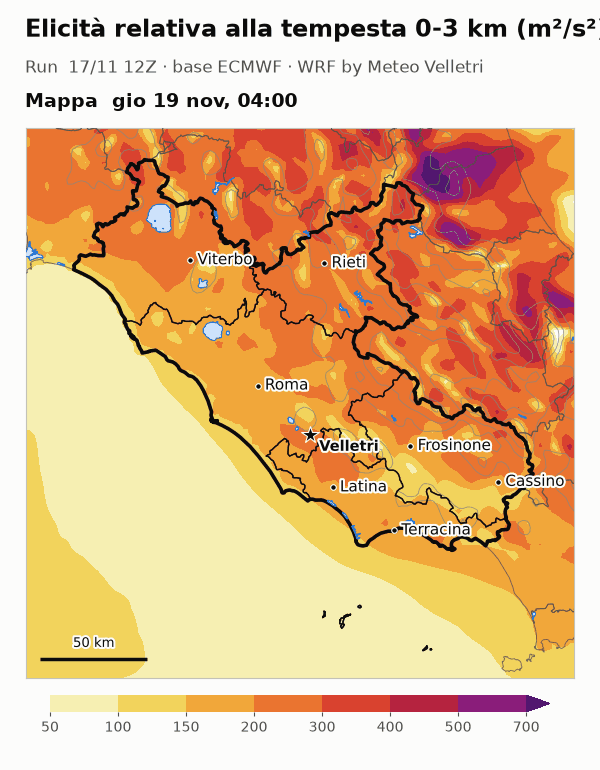 Elicità relativa alla tempesta 0-3 km (m²/s²)
Run 17/11 12Z · base ECMWF · WRF by Meteo Velletri
Mappa gio 19 nov, 04:00
Viterbo
Rieti
Roma
Velletri
Frosinone
Latina
Cassino
Terracina
50 km
50 100 150 200 300 400 500 700